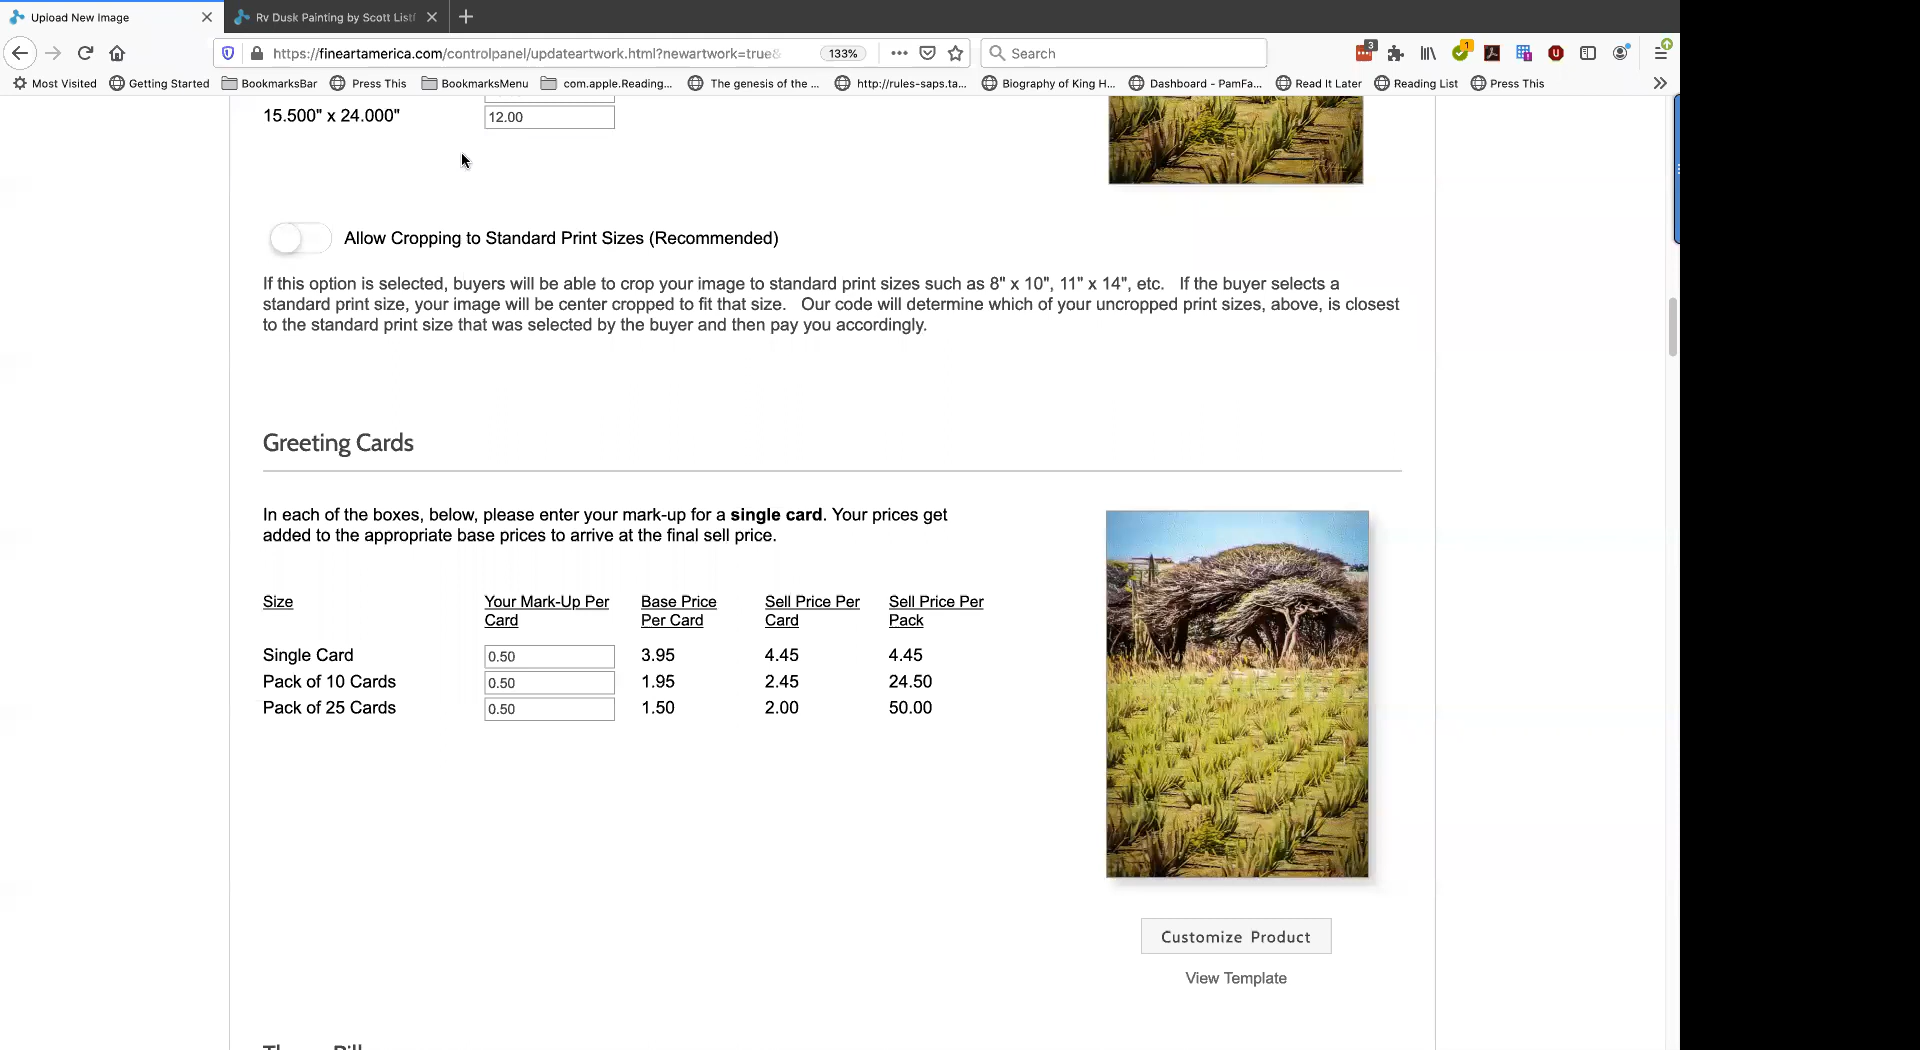 Upload New Image
Rv Dusk Painting by Scott List
https://fineartamerica.com/controlpanel/updateartwork.html?newartwork=true&
133%
Search
3
1
Most Visited
Getting Started
BookmarksBar
Press This
BookmarksMenu
com.apple.Reading...
The genesis of the ...
http://rules-saps.ta...
Biography of King H...
Dashboard - PamFa...
Read It Later
Reading List
Press This
15.500" x 24.000"
12.00
Allow Cropping to Standard Print Sizes (Recommended)
If this option is selected, buyers will be able to crop your image to standard print sizes such as 8" x 10", 11" x 14", etc. If the buyer selects a
standard print size, your image will be center cropped to fit that size. Our code will determine which of your uncropped print sizes, above, is closest
to the standard print size that was selected by the buyer and then pay you accordingly.
Greeting Cards
In each of the boxes, below, please enter your mark-up for a single card. Your prices get
added to the appropriate base prices to arrive at the final sell price.
Size Your Mark-Up Per Card Base Price Per Card Sell Price Per Card Sell Price Per Pack
Single Card 0.50 3.95 4.45 4.45
Pack of 10 Cards 0.50 1.95 2.45 24.50
Pack of 25 Cards 0.50 1.50 2.00 50.00
Customize Product
View Template